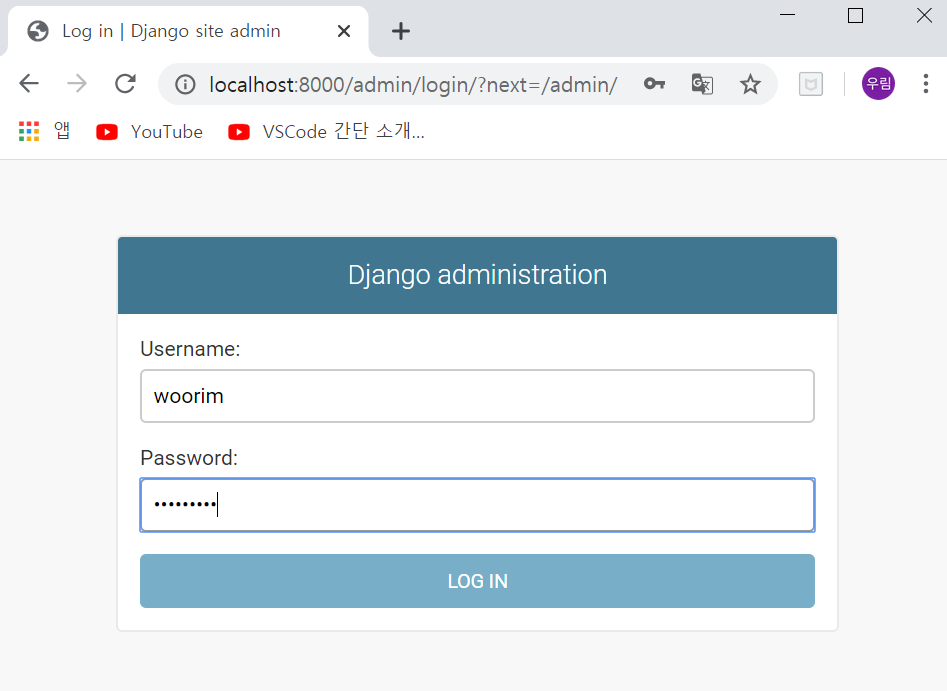 Log in | Django site admin
localhost:8000/admin/login/?next=/admin/
우림
앱 YouTube VSCode 간단 소개...
Django administration
Username:
woorim
Password:
•••••••••
LOG IN